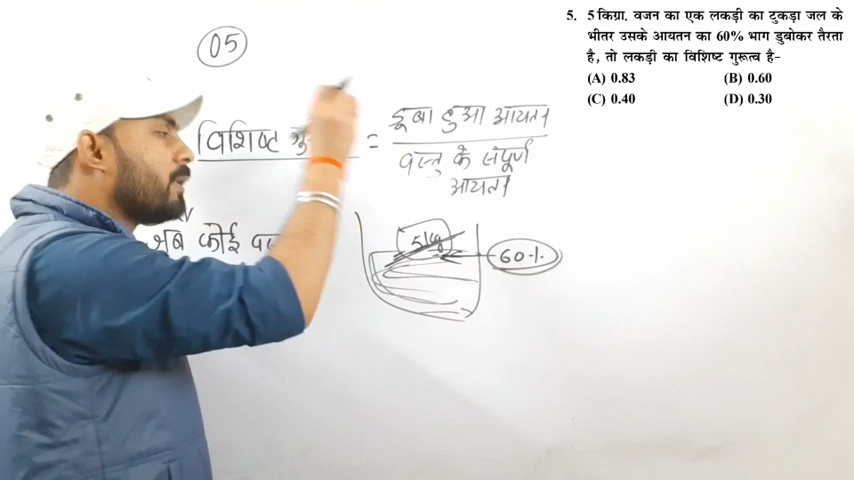 5. 5 किग्रा. वजन का एक लकड़ी का टुकड़ा जल के
भीतर उसके आयतन का 60% भाग डुबोकर तैरता
है, तो लकड़ी का विशिष्ट गुरूत्व है-
(A) 0.83 (B) 0.60
(C) 0.40 (D) 0.30
05
विशिष्ट = डूबा हुआ आयतन
वस्तु के संपूर्ण
आयतन
जब कोई
60%